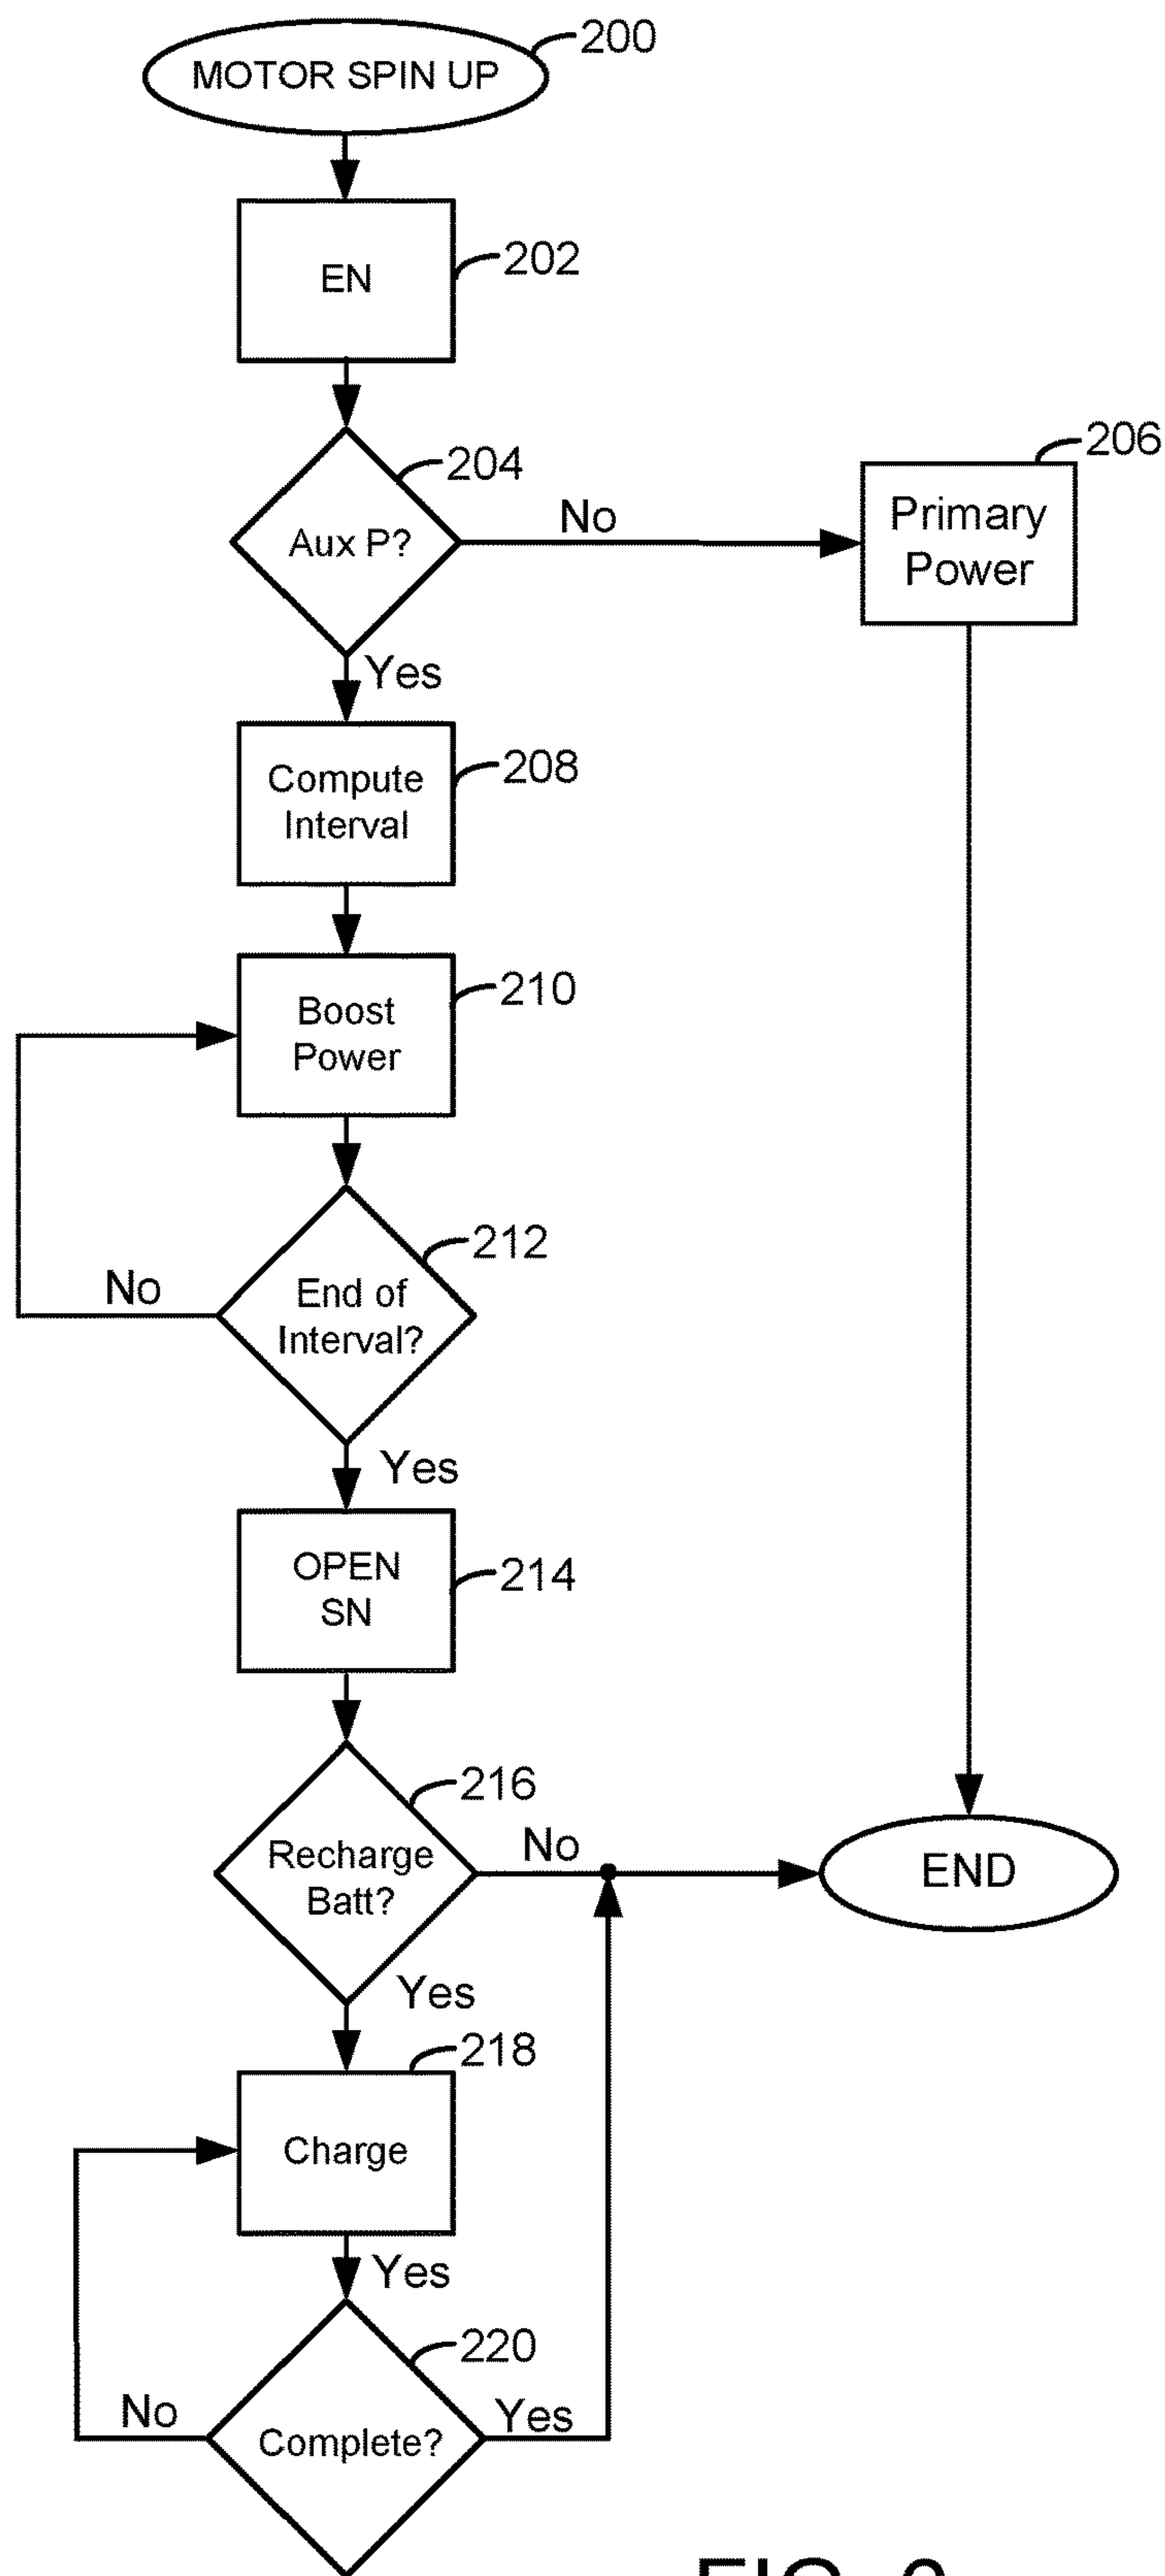 200
MOTOR SPIN UP
EN
202
204
Aux P?
No
206
Primary
Power
Yes
Compute
Interval
208
Boost
Power
210
212
End of
Interval?
No
Yes
OPEN
SN
214
216
Recharge
Batt?
No
END
Yes
218
Charge
Yes
220
Complete?
No
Yes
FIG.